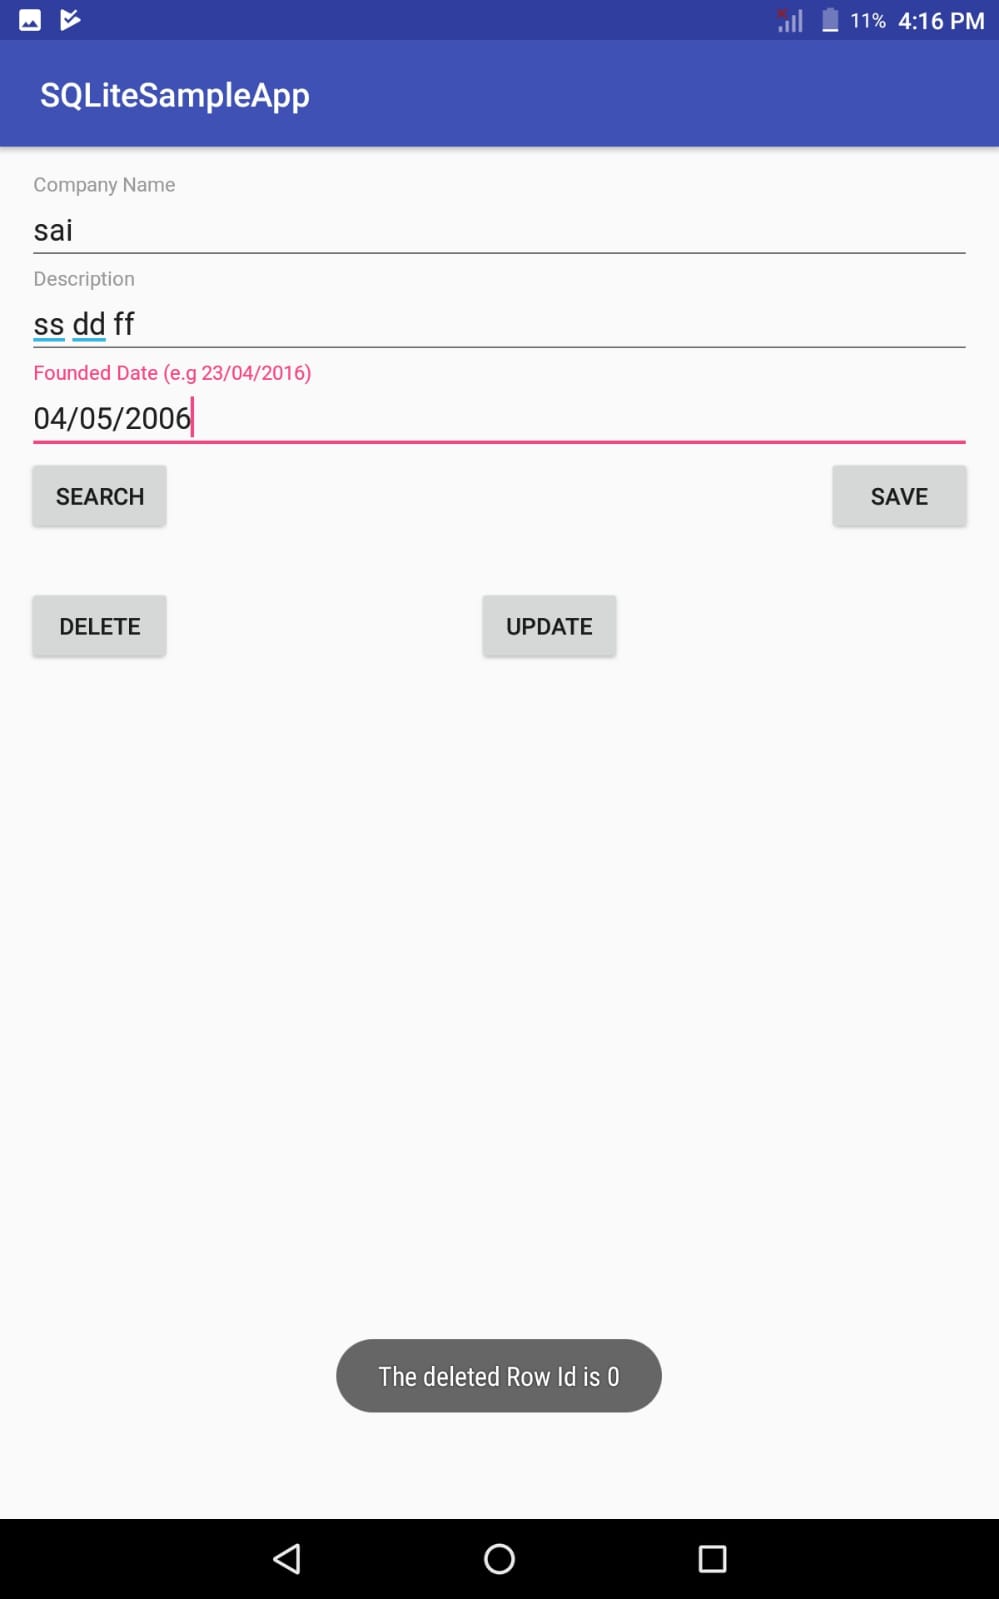 11% 4:16 PM
SQLiteSampleApp
Company Name
sai
Description
ss dd ff
Founded Date (e.g 23/04/2016)
04/05/2006
SEARCH SAVE
DELETE UPDATE
The deleted Row Id is 0